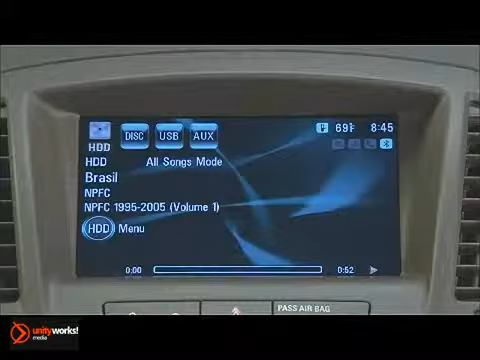 DISC USB AUX 69°F 8:45
HDD
HDD All Songs Mode
Brasil
NPFC
NPFC 1995-2005 (Volume 1)
HDD Menu
0:00 0:52
PASS AIR BAG
unityworks!
media